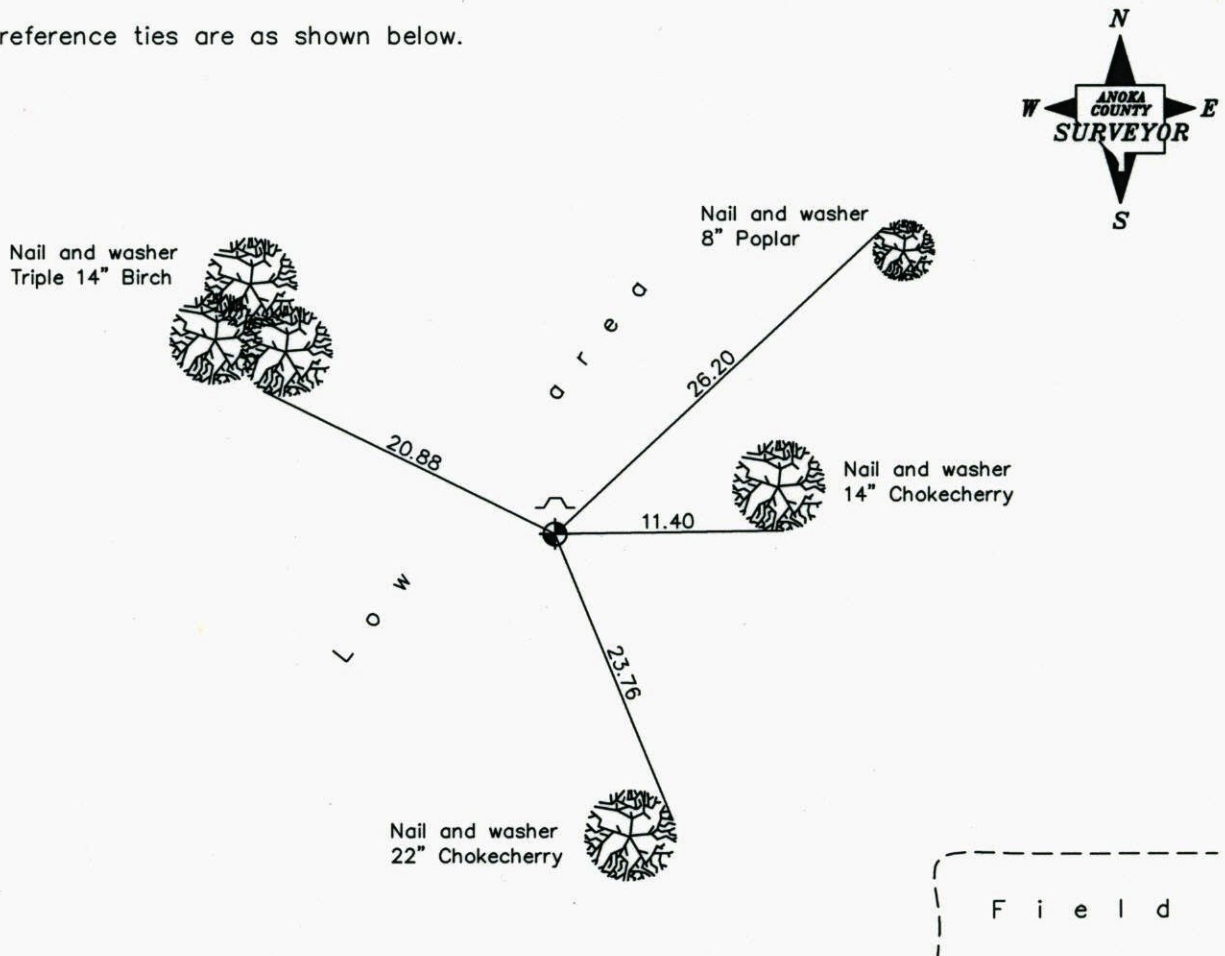 reference ties are as shown below.
N
W
ANOKA
COUNTY
SURVEYOR
E
S
Nail and washer
8" Poplar
Nail and washer
Triple 14" Birch
area
26.20
20.88
Nail and washer
14" Chokecherry
11.40
Low
23.76
Nail and washer
22" Chokecherry
Field